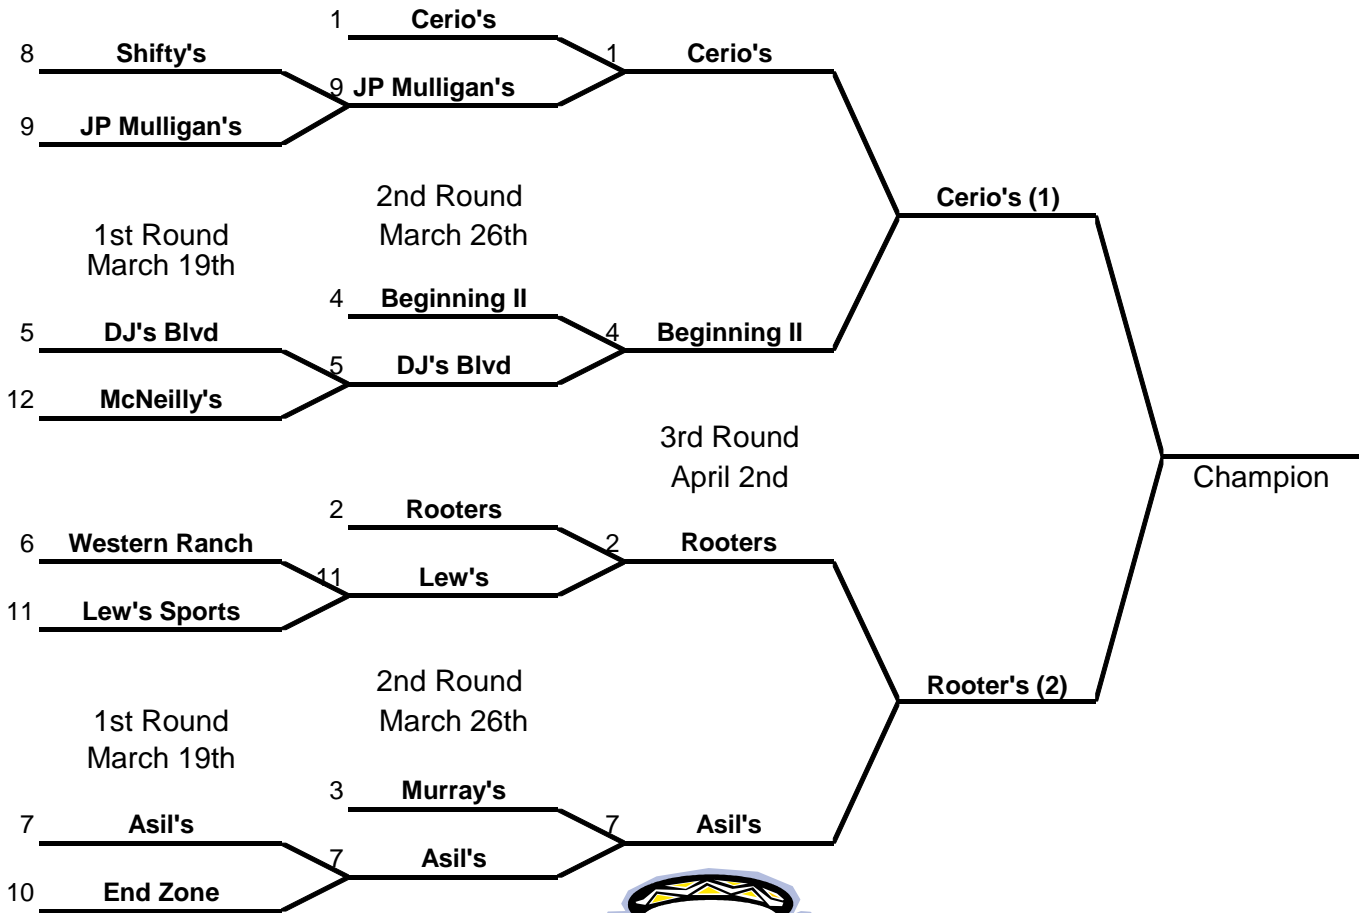 1 Cerio's
8 Shifty's
1 Cerio's
9 JP Mulligan's
9 JP Mulligan's
2nd Round
March 26th
Cerio's (1)
1st Round
March 19th
4 Beginning II
5 DJ's Blvd
4 Beginning II
5 DJ's Blvd
12 McNeilly's
3rd Round
April 2nd
Champion
2 Rooters
6 Western Ranch
2 Rooters
11 Lew's
11 Lew's Sports
2nd Round
March 26th
Rooter's (2)
1st Round
March 19th
3 Murray's
7 Asil's
7 Asil's
7 Asil's
10 End Zone